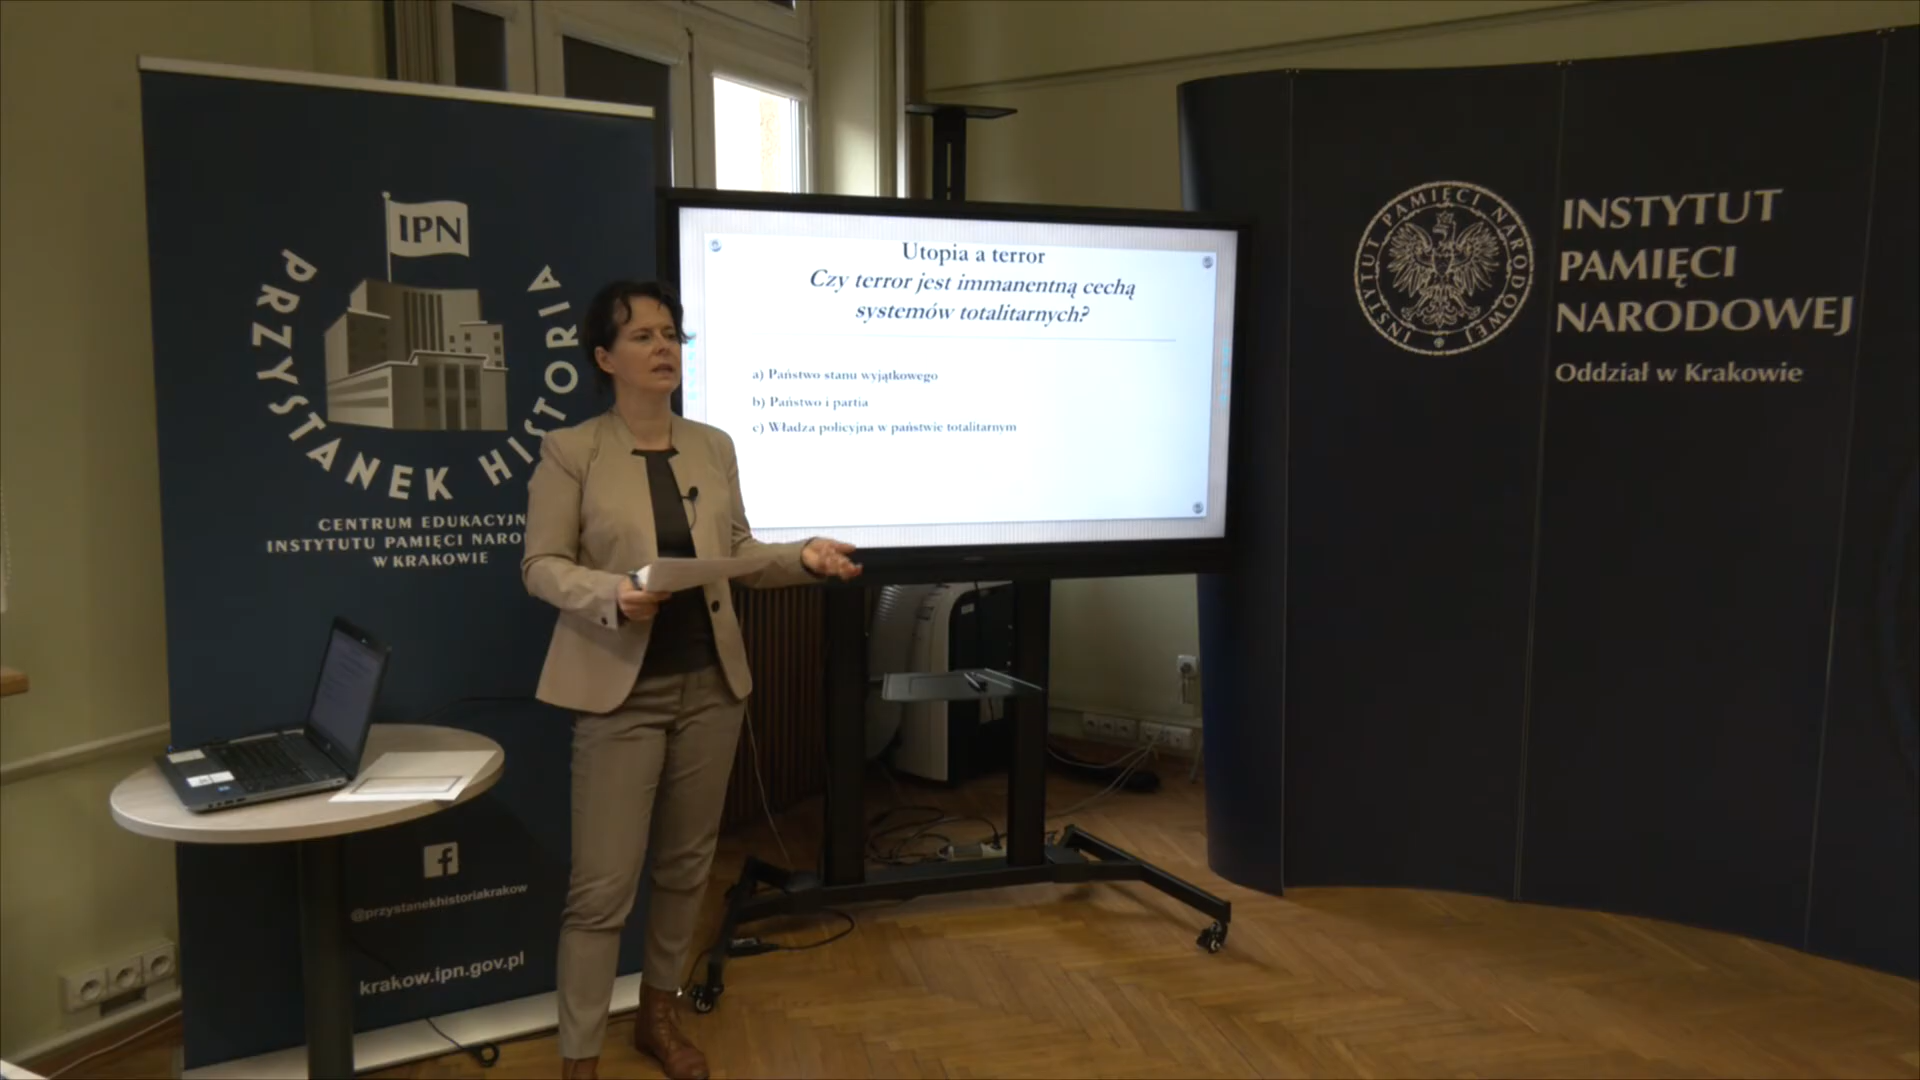 IPN
PRZYSTANEK HISTORIA
CENTRUM EDUKACYJN
INSTYTUTU PAMIĘCI NARO
W KRAKOWIE
@przystanekhistoriakrakow
krakow.ipn.gov.pl
Utopia a terror
Czy terror jest immanentną cechą
systemów totalitarnych?
a) Państwo stanu wyjątkowego
b) Państwo i partia
c) Władza policyjna w państwie totalitarnym
INSTYTUT PAMIĘCI NARODOWEJ
INSTYTUT
PAMIĘCI
NARODOWEJ
Oddział w Krakowie